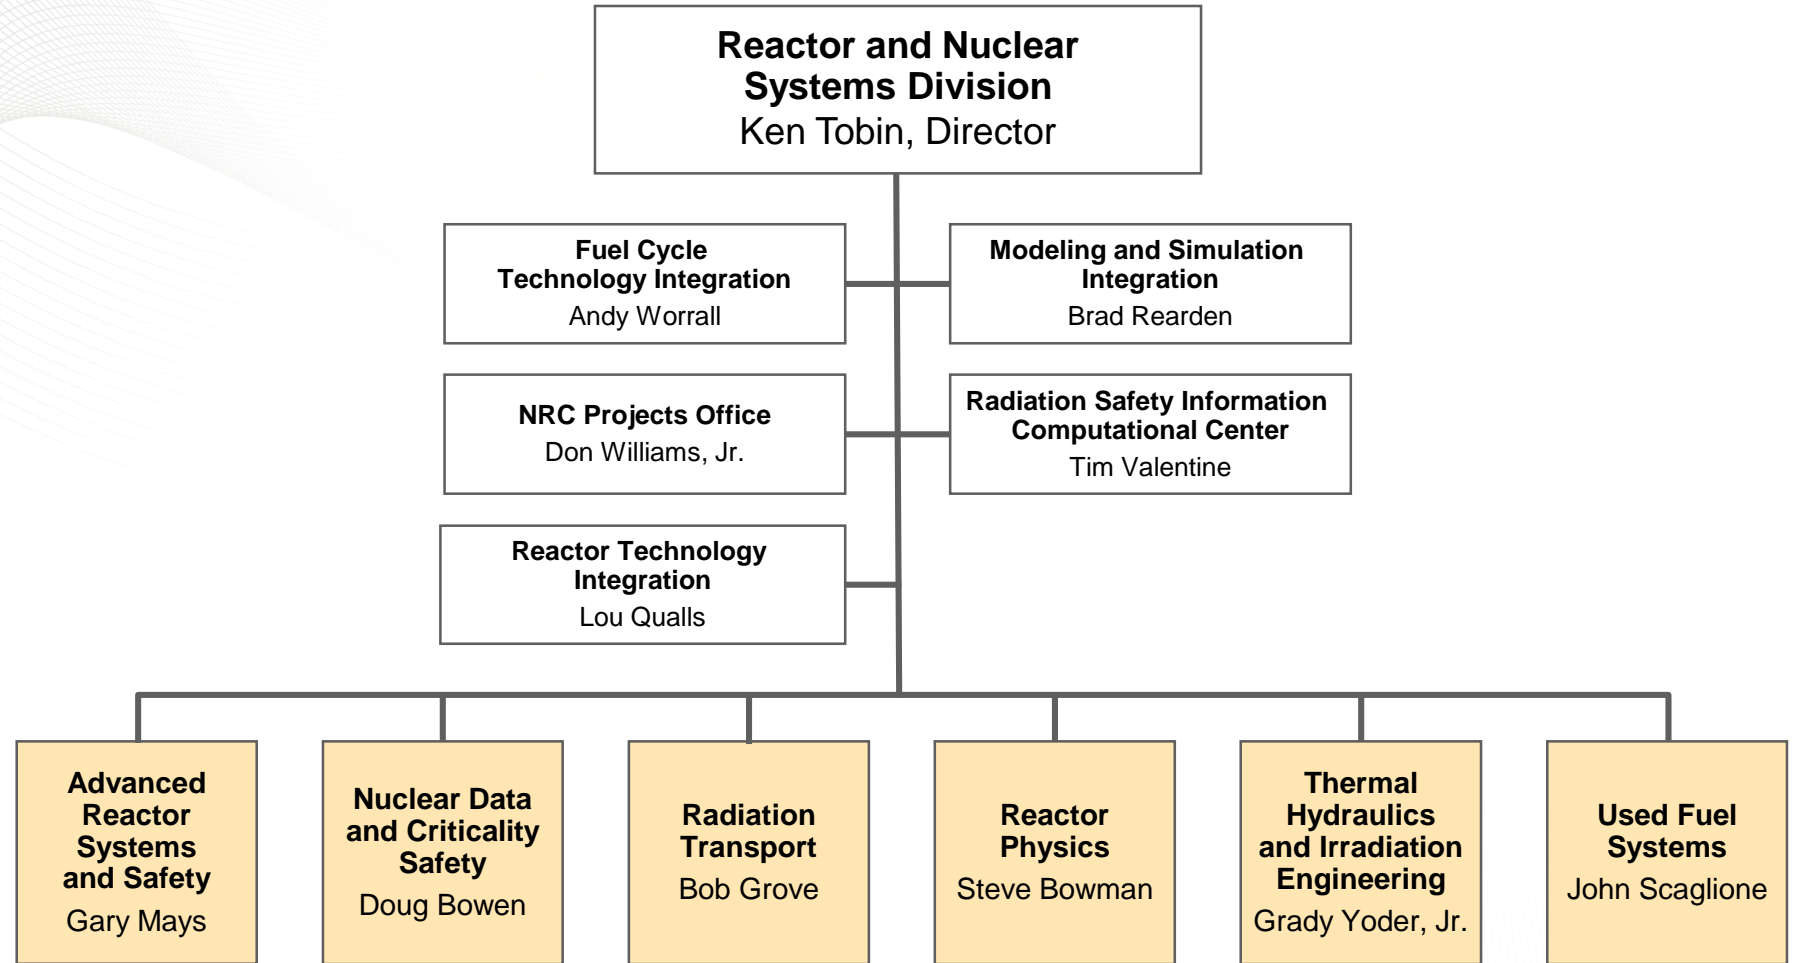 Reactor and Nuclear
Systems Division
Ken Tobin, Director
Fuel Cycle
Technology Integration
Andy Worrall
Modeling and Simulation
Integration
Brad Rearden
NRC Projects Office
Don Williams, Jr.
Radiation Safety Information
Computational Center
Tim Valentine
Reactor Technology
Integration
Lou Qualls
Advanced
Reactor
Systems
and Safety
Gary Mays
Nuclear Data
and Criticality
Safety
Doug Bowen
Radiation
Transport
Bob Grove
Reactor
Physics
Steve Bowman
Thermal
Hydraulics
and Irradiation
Engineering
Grady Yoder, Jr.
Used Fuel
Systems
John Scaglione